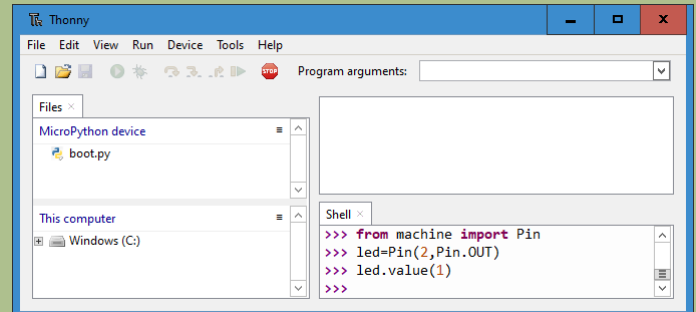 Thonny
File Edit View Run Device Tools Help
STOP Program arguments:
Files
MicroPython device
boot.py
This computer
Windows (C:)
Shell
>>> from machine import Pin
>>> led=Pin(2,Pin.OUT)
>>> led.value(1)
>>>